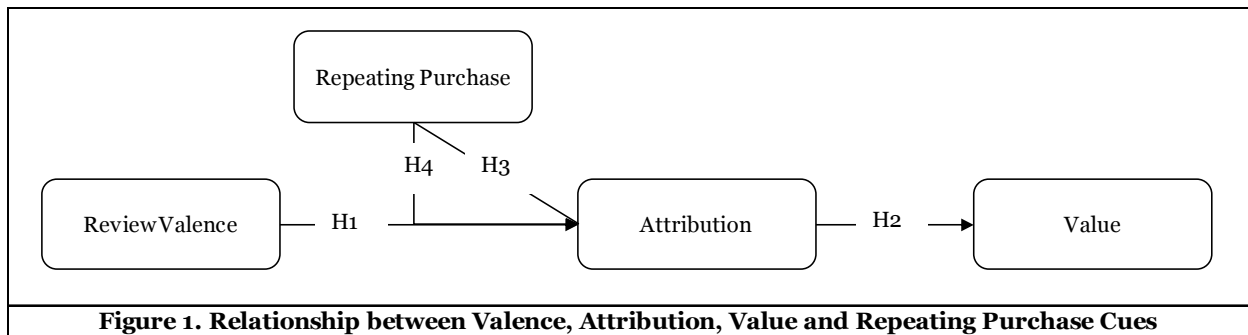 Repeating Purchase
H4
H3
ReviewValence
H1
Attribution
H2
Value
Figure 1. Relationship between Valence, Attribution, Value and Repeating Purchase Cues